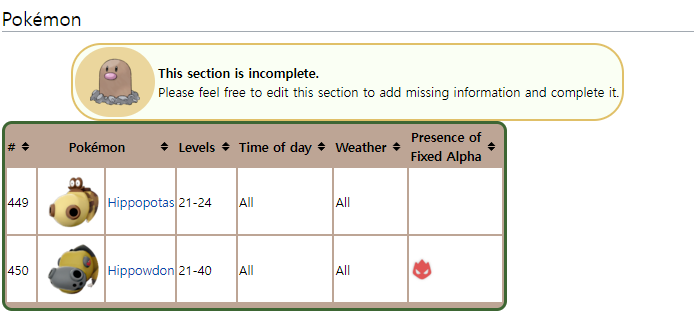 Pokémon
This section is incomplete.
Please feel free to edit this section to add missing information and complete it.
# Pokémon Levels Time of day Weather Presence of Fixed Alpha
449 Hippopotas 21-24 All All
450 Hippowdon 21-40 All All